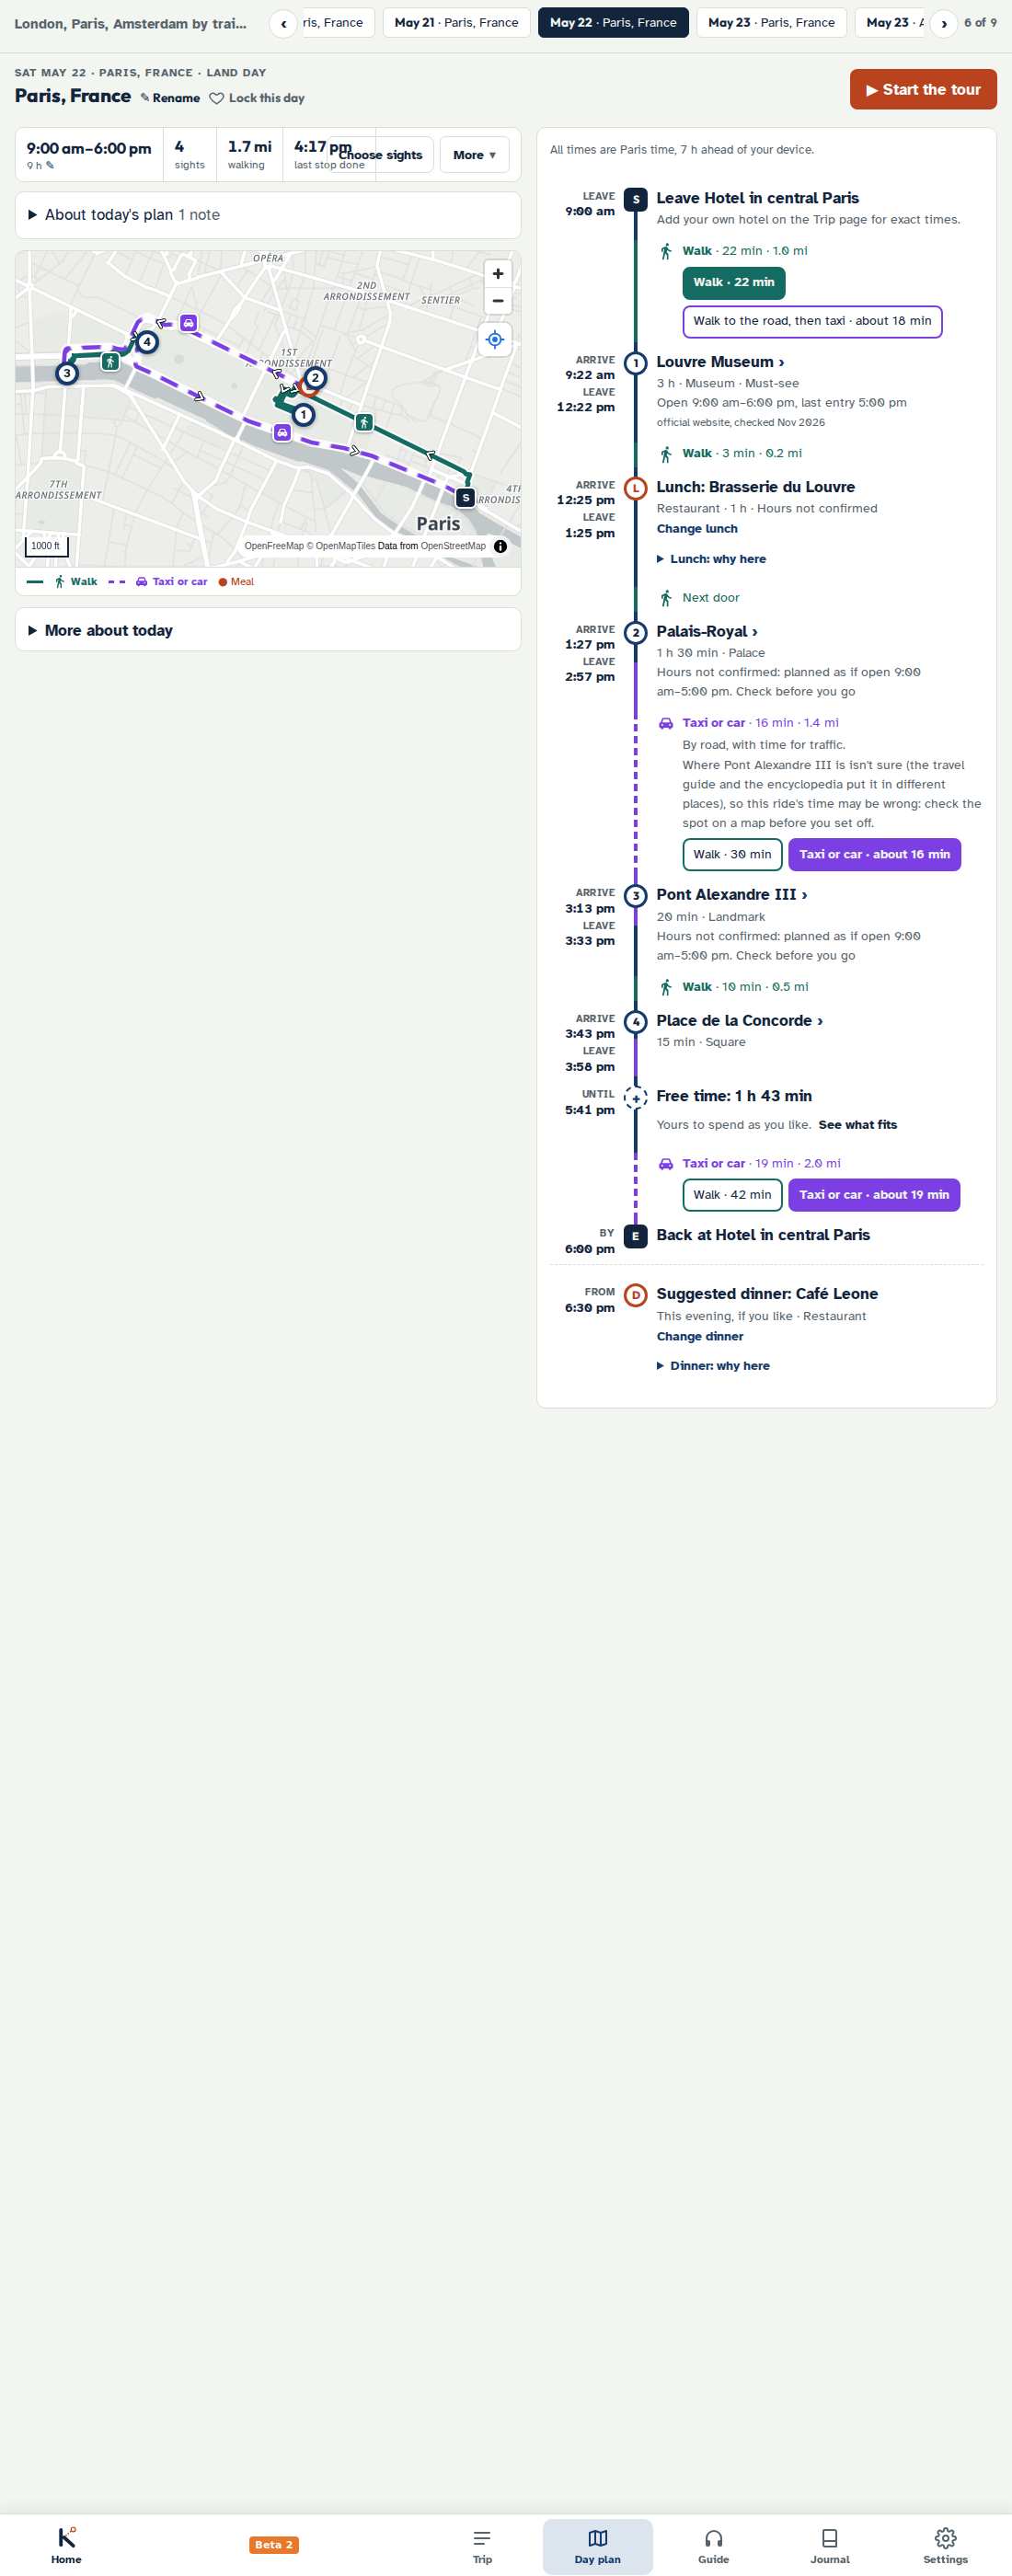 London, Paris, Amsterdam by trai...
‹
ris, France
May 21 · Paris, France
May 22 · Paris, France
May 23 · Paris, France
May 23 ·
›
6 of 9
SAT MAY 22 · PARIS, FRANCE · LAND DAY
Paris, France
✎ Rename
Lock this day
▶ Start the tour
9:00 am–6:00 pm
9 h ✎
4
sights
1.7 mi
walking
4:17 pm
last stop done
Choose sights
More ▾
▶ About today's plan 1 note
OPÉRA
2ND
ARRONDISSEMENT
SENTIER
1ST
7TH
ARRONDISSEMENT
Paris
+
−
1
2
3
4
S
1000 ft
OpenFreeMap © OpenMapTiles Data from OpenStreetMap
Walk
Taxi or car
Meal
▶ More about today
All times are Paris time, 7 h ahead of your device.
LEAVE
9:00 am
S
Leave Hotel in central Paris
Add your own hotel on the Trip page for exact times.
Walk · 22 min · 1.0 mi
Walk · 22 min
Walk to the road, then taxi · about 18 min
ARRIVE
9:22 am
LEAVE
12:22 pm
1
Louvre Museum ›
3 h · Museum · Must-see
Open 9:00 am–6:00 pm, last entry 5:00 pm
official website, checked Nov 2026
Walk · 3 min · 0.2 mi
ARRIVE
12:25 pm
LEAVE
1:25 pm
L
Lunch: Brasserie du Louvre
Restaurant · 1 h · Hours not confirmed
Change lunch
▶ Lunch: why here
Next door
ARRIVE
1:27 pm
LEAVE
2:57 pm
2
Palais-Royal ›
1 h 30 min · Palace
Hours not confirmed: planned as if open 9:00
am–5:00 pm. Check before you go
Taxi or car · 16 min · 1.4 mi
By road, with time for traffic.
Where Pont Alexandre III is isn't sure (the travel
guide and the encyclopedia put it in different
places), so this ride's time may be wrong: check the
spot on a map before you set off.
Walk · 30 min
Taxi or car · about 16 min
ARRIVE
3:13 pm
LEAVE
3:33 pm
3
Pont Alexandre III ›
20 min · Landmark
Hours not confirmed: planned as if open 9:00
am–5:00 pm. Check before you go
Walk · 10 min · 0.5 mi
ARRIVE
3:43 pm
LEAVE
3:58 pm
4
Place de la Concorde ›
15 min · Square
UNTIL
5:41 pm
+
Free time: 1 h 43 min
Yours to spend as you like. See what fits
Taxi or car · 19 min · 2.0 mi
Walk · 42 min
Taxi or car · about 19 min
BY
6:00 pm
E
Back at Hotel in central Paris
FROM
6:30 pm
D
Suggested dinner: Café Leone
This evening, if you like · Restaurant
Change dinner
▶ Dinner: why here
Home
Beta 2
Trip
Day plan
Guide
Journal
Settings